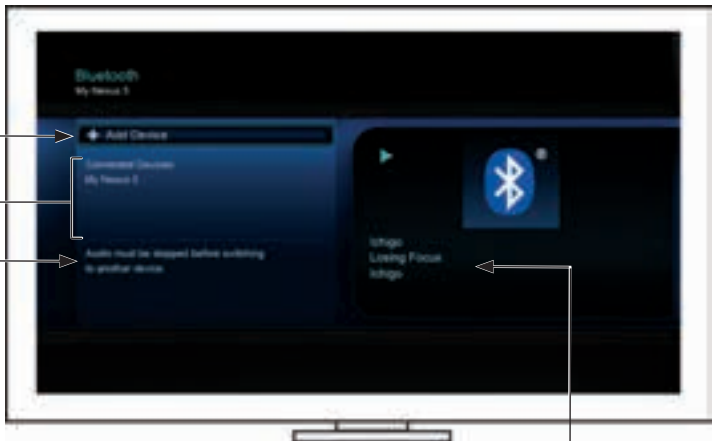 Bluetooth
My Nexus 5
Add Device
Connected Devices
My Nexus 5
Audio must be stopped before switching
to another device.
®
Ichigo
Losing Focus
Ichigo